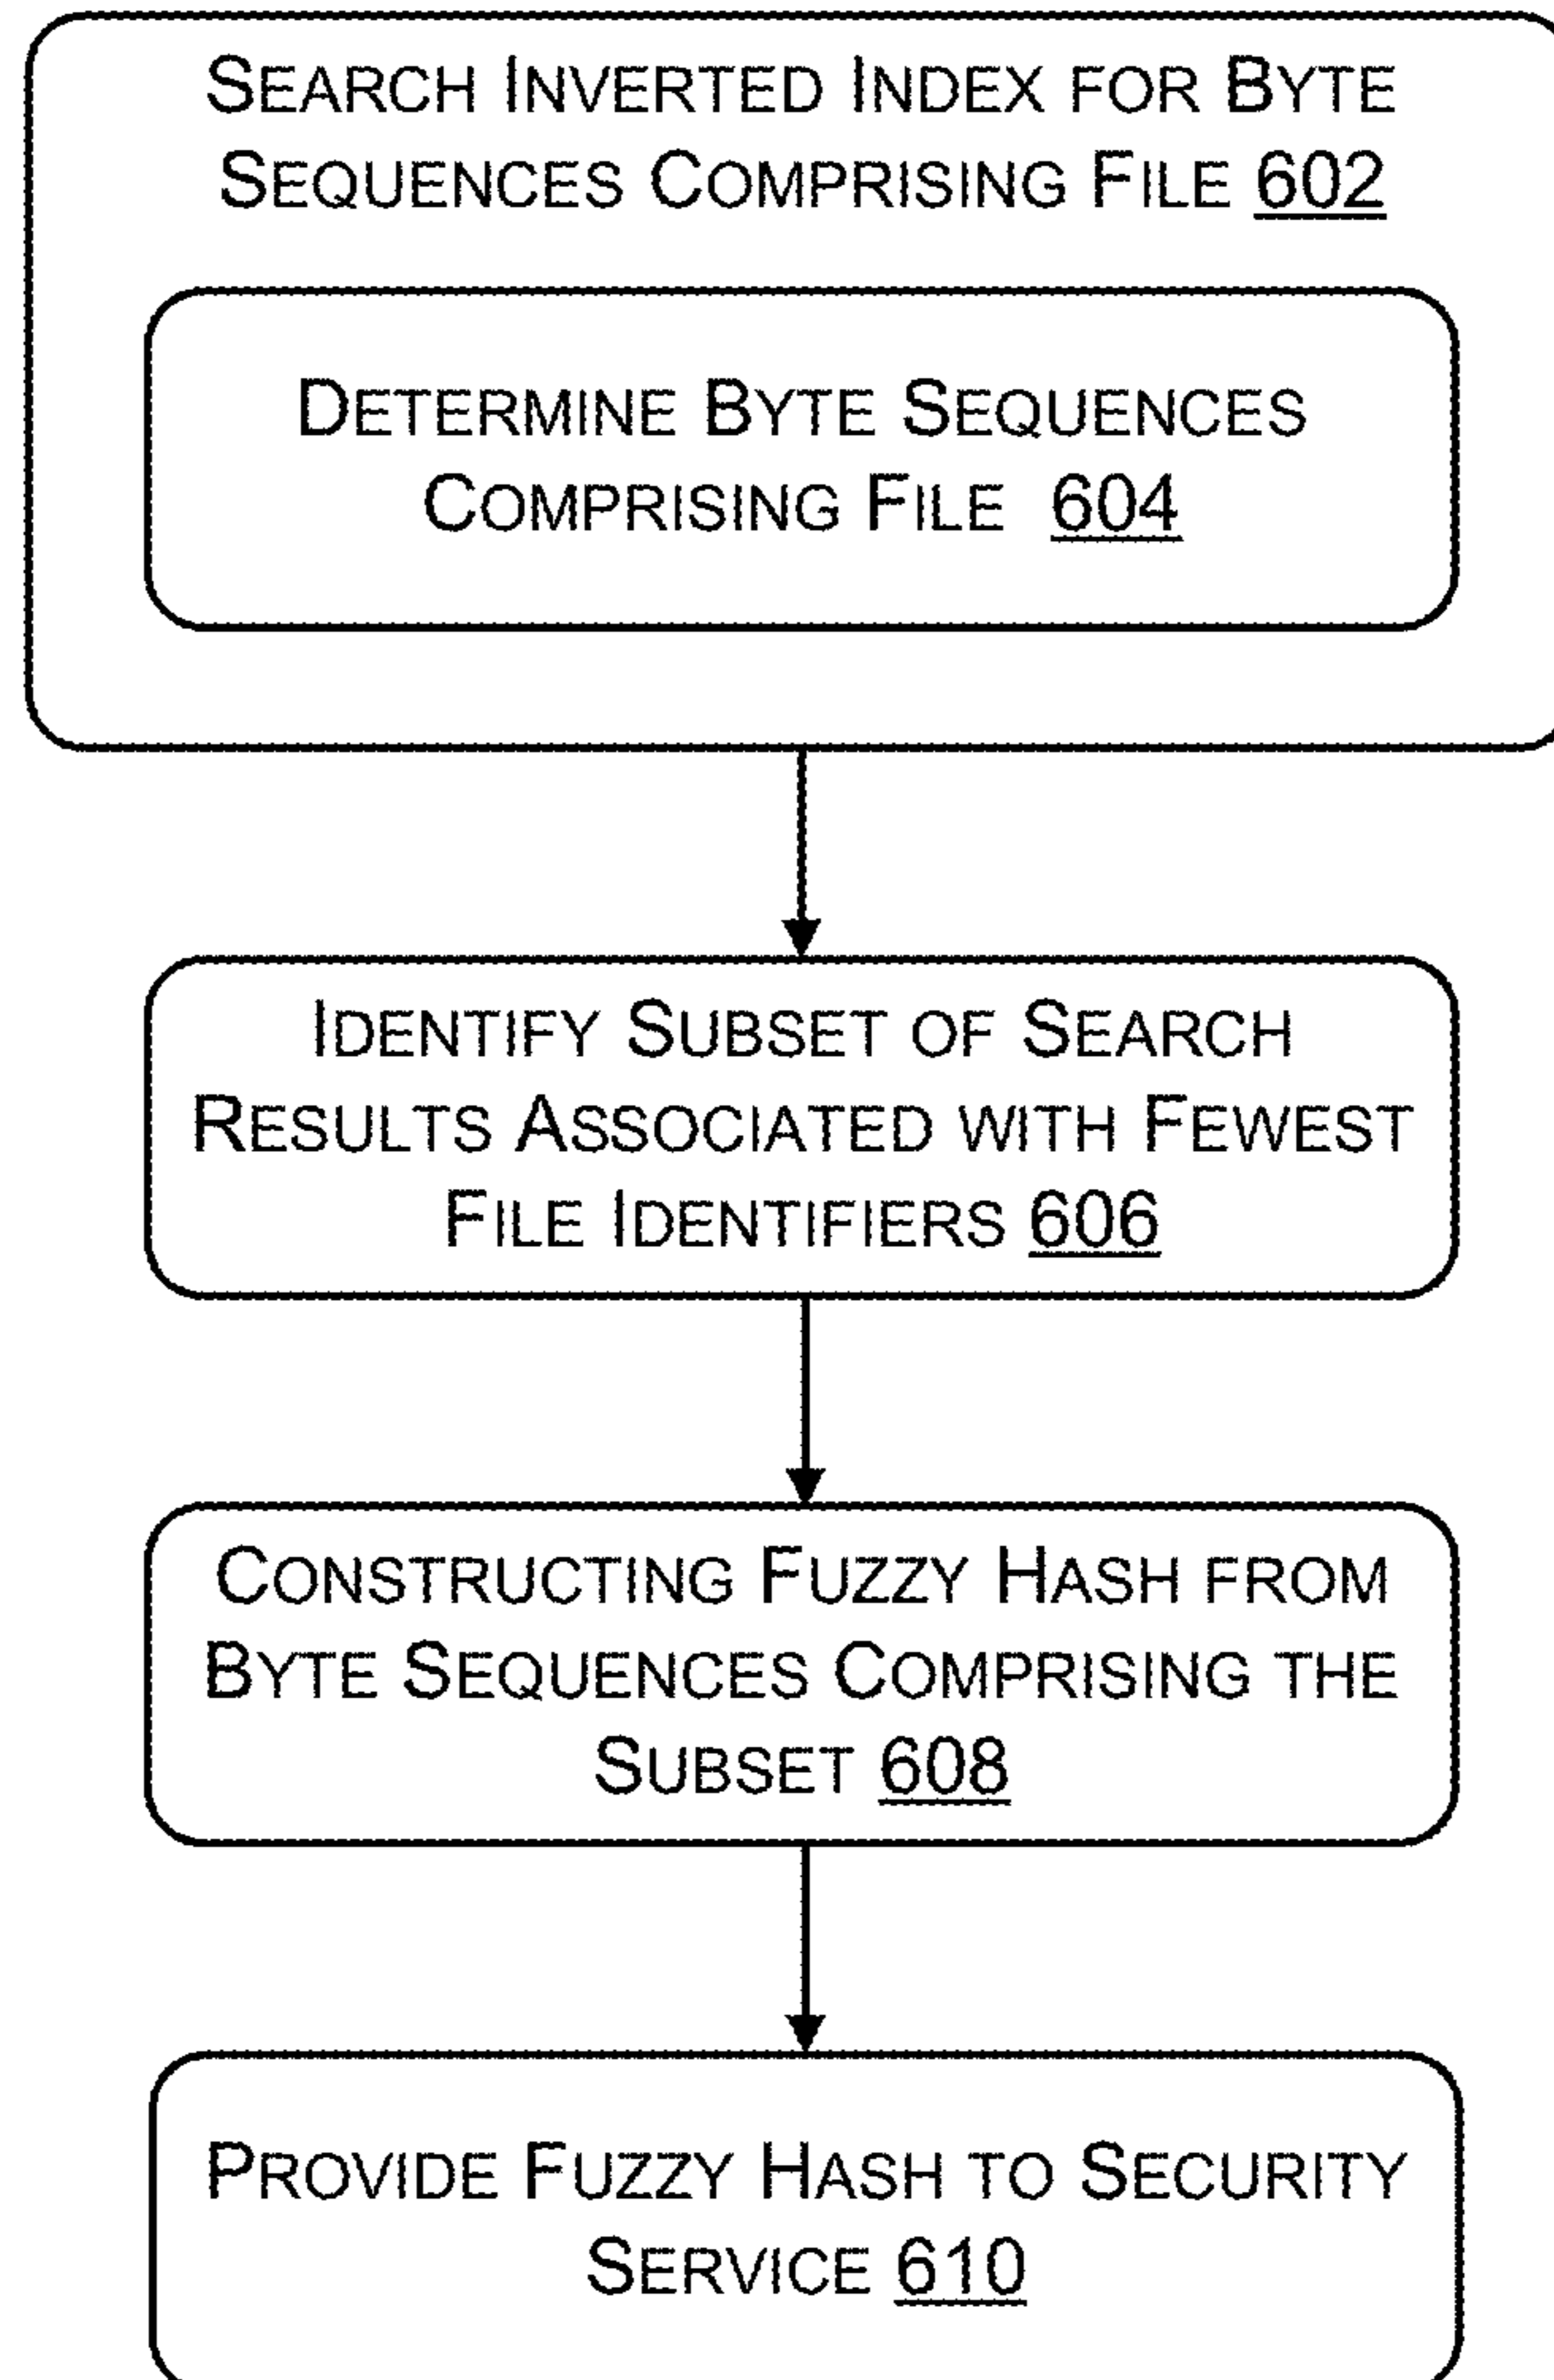 SEARCH INVERTED INDEX FOR BYTE
SEQUENCES COMPRISING FILE 602
DETERMINE BYTE SEQUENCES
COMPRISING FILE 604
IDENTIFY SUBSET OF SEARCH
RESULTS ASSOCIATED WITH FEWEST
FILE IDENTIFIERS 606
CONSTRUCTING FUZZY HASH FROM
BYTE SEQUENCES COMPRISING THE
SUBSET 608
PROVIDE FUZZY HASH TO SECURITY
SERVICE 610